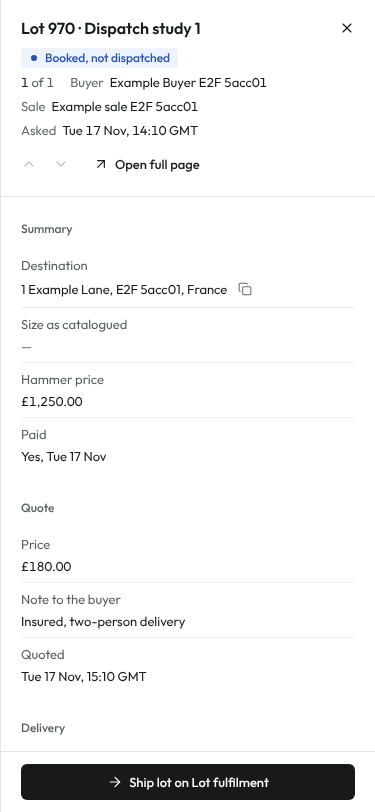 Lot 970 · Dispatch study 1
Booked, not dispatched
1 of 1 Buyer Example Buyer E2F 5acc01
Sale Example sale E2F 5acc01
Asked Tue 17 Nov, 14:10 GMT
Open full page
Summary
Destination
1 Example Lane, E2F 5acc01, France
Size as catalogued
—
Hammer price
£1,250.00
Paid
Yes, Tue 17 Nov
Quote
Price
£180.00
Note to the buyer
Insured, two-person delivery
Quoted
Tue 17 Nov, 15:10 GMT
Delivery
Ship lot on Lot fulfilment